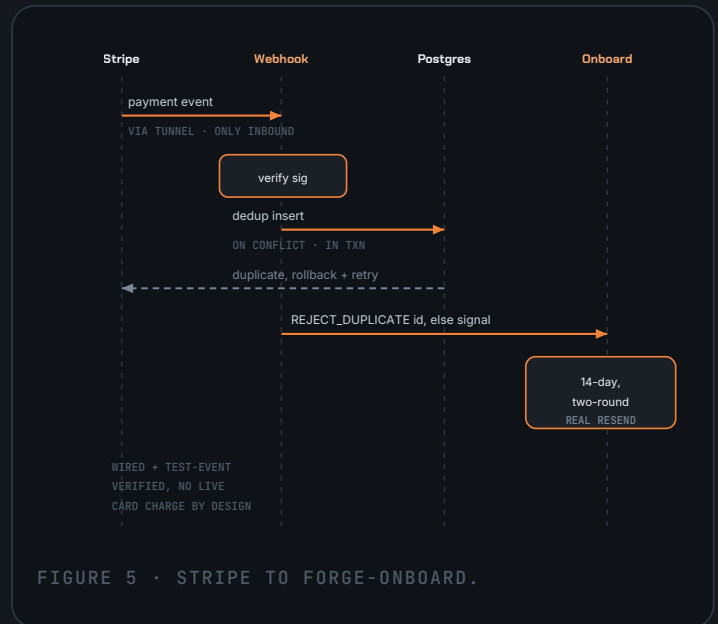 Stripe Webhook Postgres Onboard
payment event
VIA TUNNEL · ONLY INBOUND
verify sig
dedup insert
ON CONFLICT · IN TXN
duplicate, rollback + retry
REJECT_DUPLICATE id, else signal
14-day,
two-round
REAL RESEND
WIRED + TEST-EVENT
VERIFIED, NO LIVE
CARD CHARGE BY DESIGN
FIGURE 5 · STRIPE TO FORGE-ONBOARD.